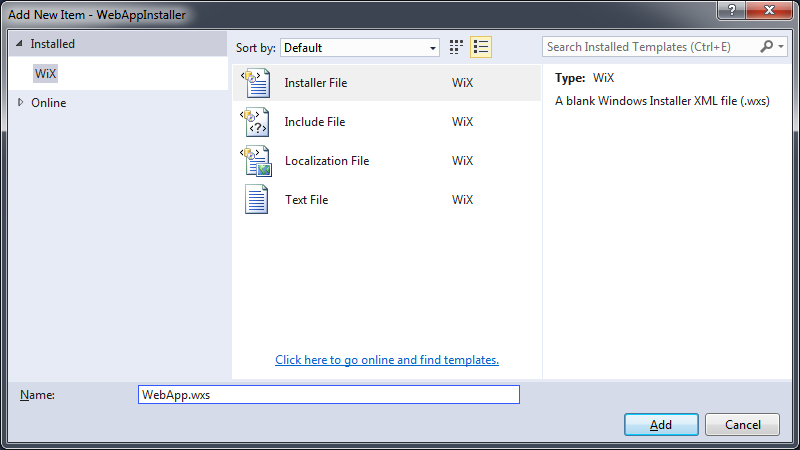 Add New Item - WebAppInstaller
Installed
WiX
Online
Sort by: Default
Search Installed Templates (Ctrl+E)
Installer File WiX
Include File WiX
Localization File WiX
Text File WiX
Type: WiX
A blank Windows Installer XML file (.wxs)
Click here to go online and find templates.
Name: WebApp.wxs
Add Cancel